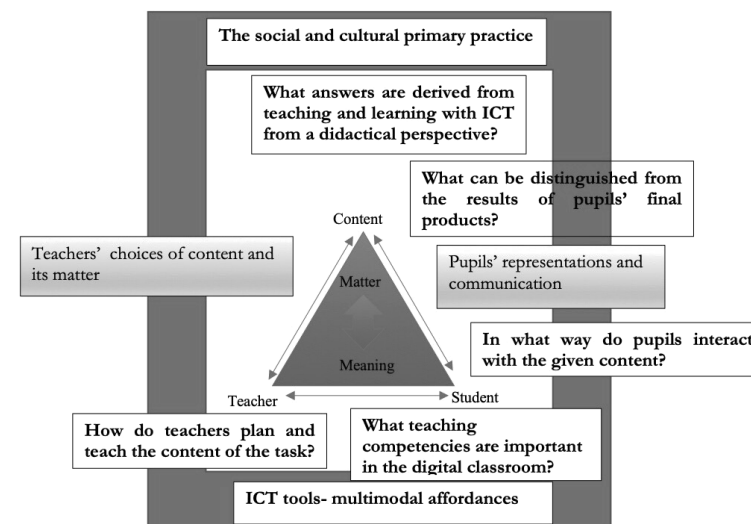 The social and cultural primary practice
What answers are derived from
teaching and learning with ICT
from a didactical perspective?
What can be distinguished from
the results of pupils' final
products?
Content
Teachers' choices of content and
its matter
Pupils' representations and
communication
Matter
In what way do pupils interact
with the given content?
Meaning
Teacher
Student
How do teachers plan and
teach the content of the task?
What teaching
competencies are important
in the digital classroom?
ICT tools- multimodal affordances